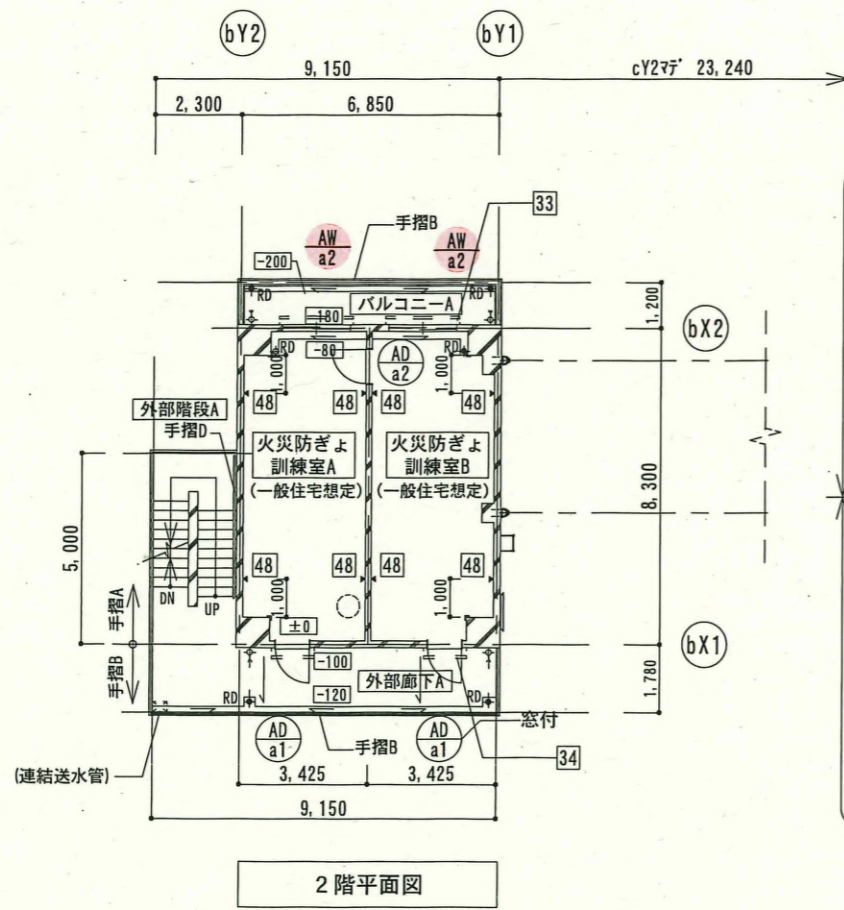 bY2
bY1
9,150
cY2マデ 23,240
2,300
6,850
33
手摺B
AW
a2
AW
a2
-200
RD
バルコニーA
RD
1,200
-180
bX2
RD
-80
AD
a2
RD
1,000
1,000
48
48
48
48
外部階段A
手摺D
火災防ぎょ
訓練室A
(一般住宅想定)
火災防ぎょ
訓練室B
(一般住宅想定)
8,300
5,000
48
48
48
48
DN
UP
1,000
1,000
手摺A
±0
bX1
手摺B
-100
外部廊下A
1,780
RD
-120
RD
窓付
AD
a1
手摺B
AD
a1
34
(連結送水管)
3,425
3,425
9,150
2階平面図